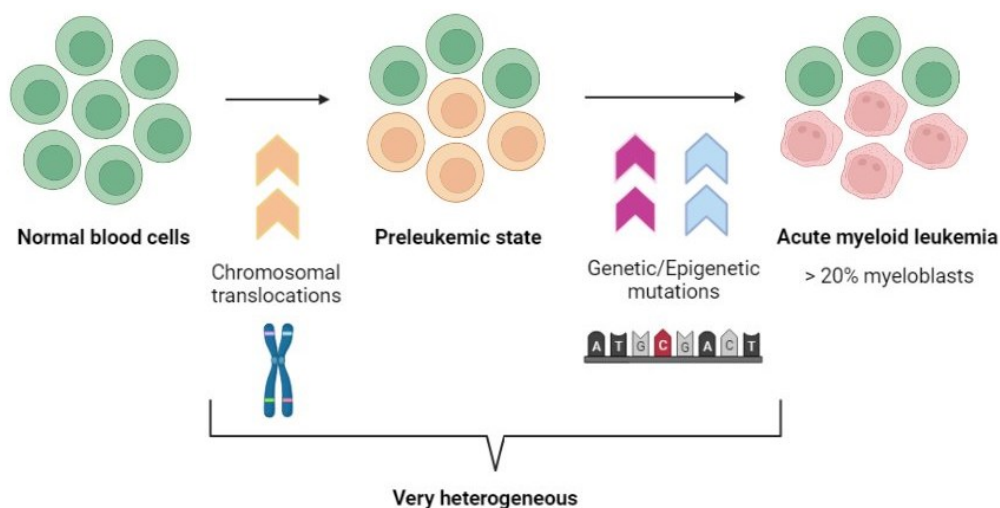 Normal blood cells
Preleukemic state
Acute myeloid leukemia
> 20% myeloblasts
Chromosomal
translocations
Genetic/Epigenetic
mutations
A T G C G A C T
Very heterogeneous